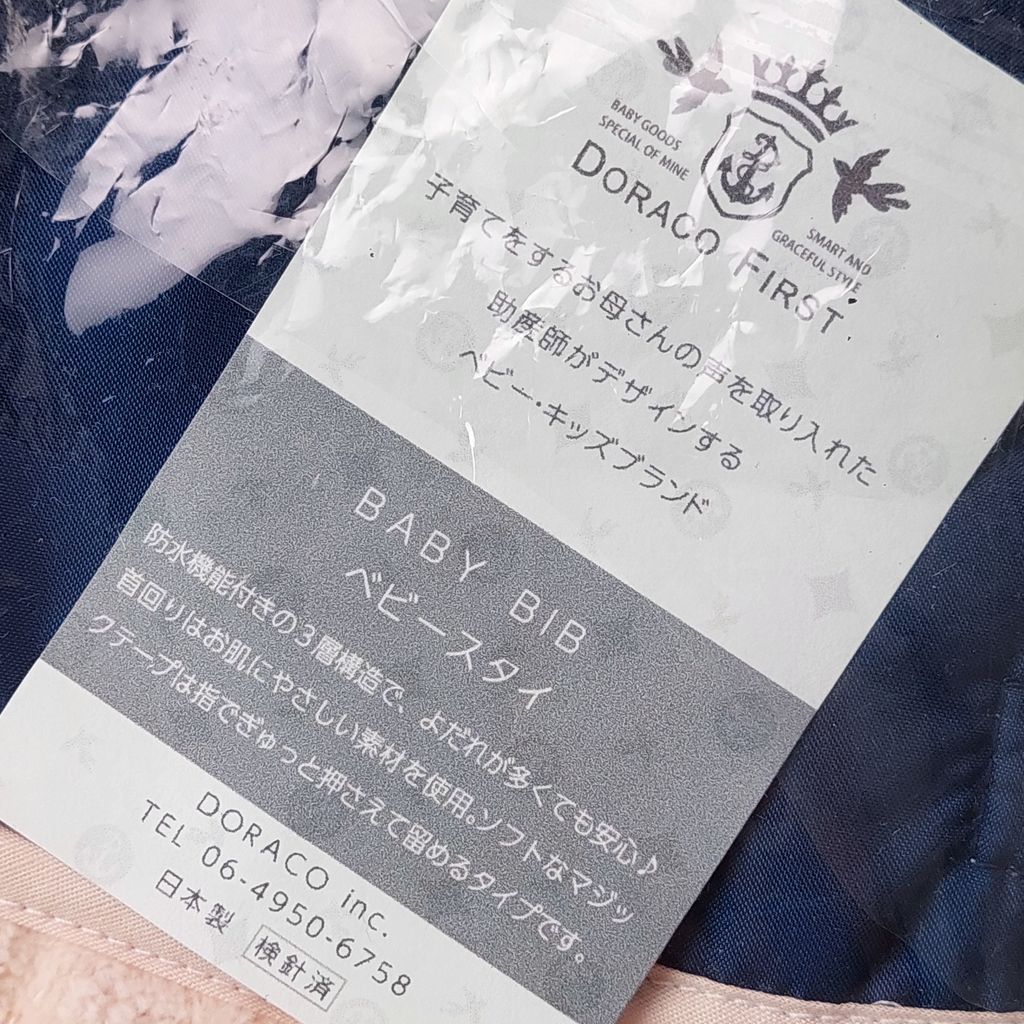 BABY GOODS
SPECIAL OF MINE
DORACO FIRST
SMART AND
GRACEFUL STYLE
子育てをするお母さんの声を取り入れた
助産師がデザインする
ベビー・キッズブランド
BABY BIB
ベビースタイ
防水機能付きの3層構造で、よだれが多くても安心♪
首回りはお肌にやさしい素材を使用。ソフトなマジッ
クテープは指でぎゅっと押さえて留めるタイプです。
DORACO inc.
TEL 06-4950-6758
日本製 検針済